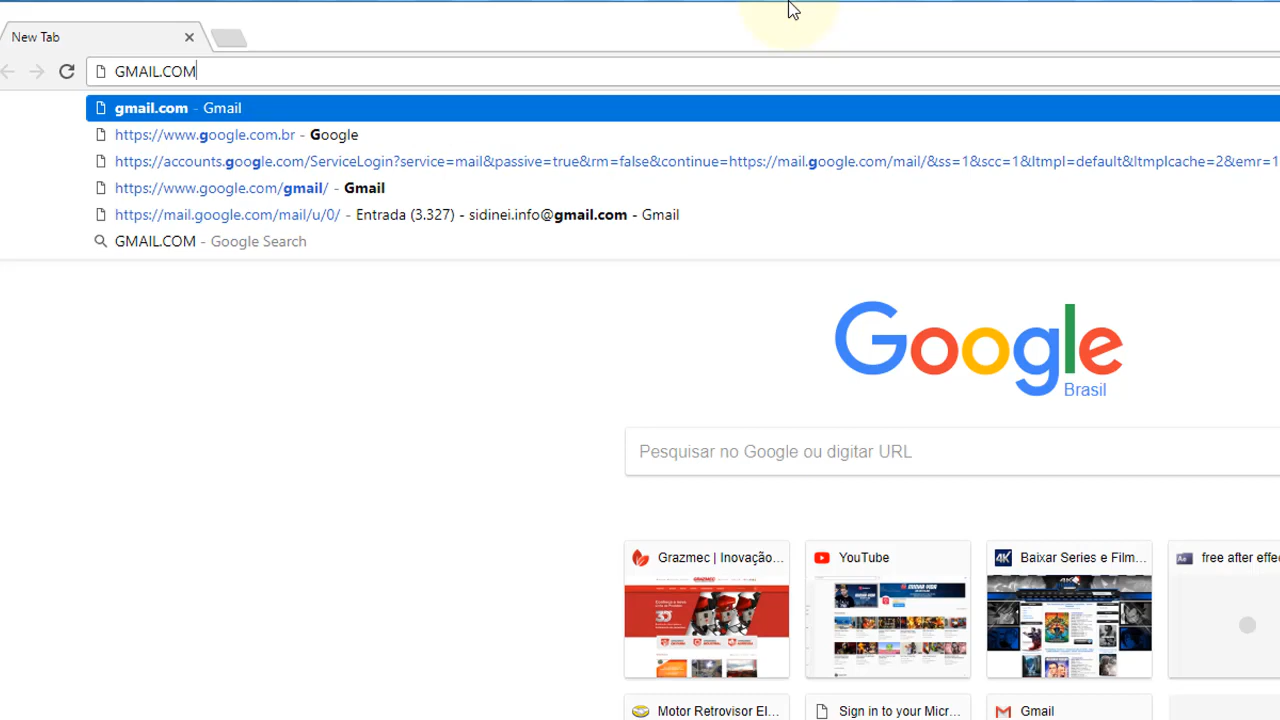 New Tab
GMAIL.COM
gmail.com - Gmail
https://www.google.com.br - Google
https://accounts.google.com/ServiceLogin?service=mail&passive=true&rm=false&continue=https://mail.google.com/mail/&ss=1&scc=1&ltmpl=default&ltmplcache=2&emr=1
https://www.google.com/gmail/ - Gmail
https://mail.google.com/mail/u/0/ - Entrada (3.327) - sidinei.info@gmail.com - Gmail
GMAIL.COM - Google Search
Google
Brasil
Pesquisar no Google ou digitar URL
Grazmec | Inovação... YouTube Baixar Series e Film... free after effe
Motor Retrovisor El... Sign in to your Micr... Gmail